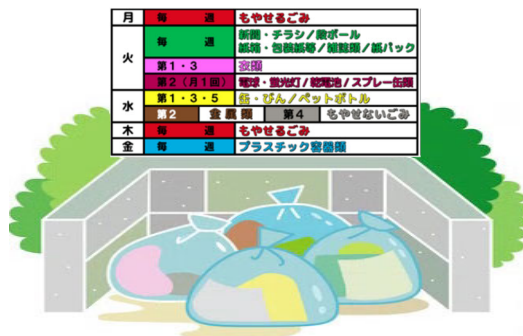 月 毎週 もやせるごみ
火 毎週 新聞・チラシ/段ボール
紙箱・包装紙等/雑誌類/紙パック
第1・3 衣類
第2(月1回) 電球・蛍光灯/乾電池/スプレー缶類
水 第1・3・5 缶・びん/ペットボトル
第2 金属類 第4 もやせないごみ
木 毎週 もやせるごみ
金 毎週 プラスチック容器類